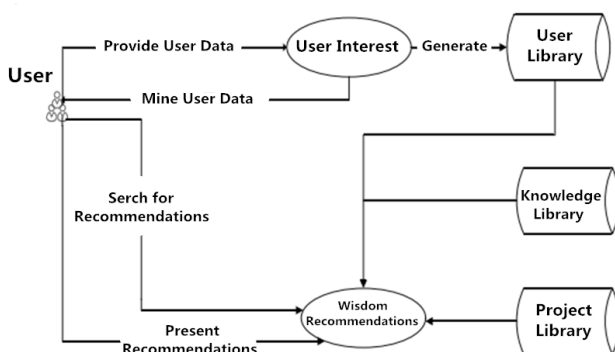 Provide User Data
User Interest
Generate
User
Library
User
Mine User Data
Serch for
Recommendations
Knowledge
Library
Wisdom
Recommendations
Project
Library
Present
Recommendations